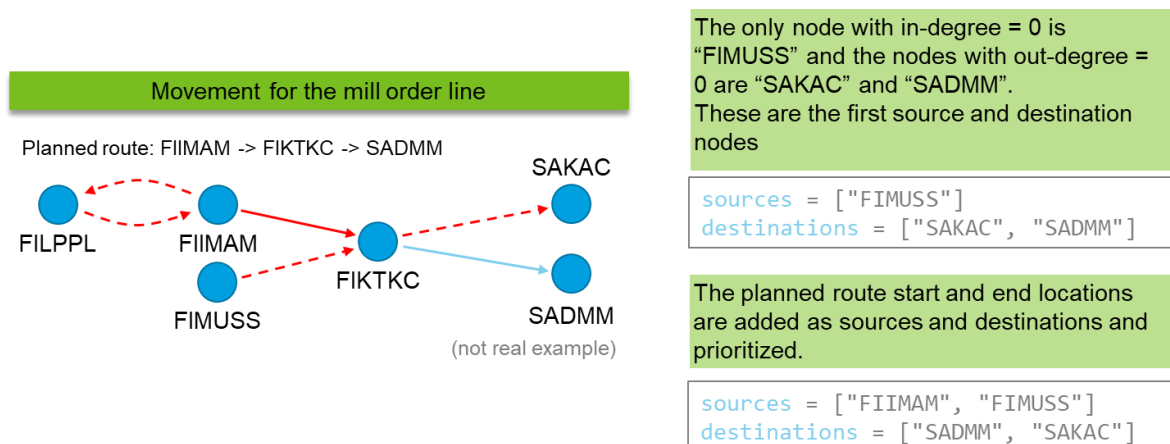 Movement for the mill order line
Planned route: FIIMAM -> FIKTKC -> SADMM
SAKAC
FILPPL
FIIMAM
FIKTKC
FIMUSS
SADMM
(not real example)
The only node with in-degree = 0 is
“FIMUSS” and the nodes with out-degree =
0 are “SAKAC” and “SADMM”.
These are the first source and destination
nodes
sources = ["FIMUSS"]
destinations = ["SAKAC", "SADMM"]
The planned route start and end locations
are added as sources and destinations and
prioritized.
sources = ["FIIMAM", "FIMUSS"]
destinations = ["SADMM", "SAKAC"]